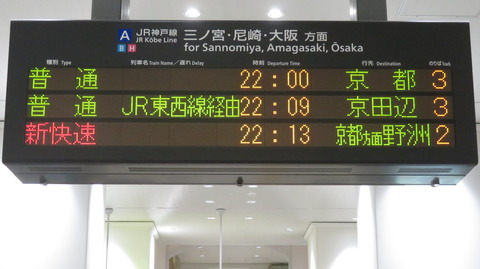 A JR神戸線 三ノ宮・尼崎・大阪 方面
B H JR Kōbe Line for Sannomiya, Amagasaki, Ōsaka
種別 Type 列車名 Train Name／遅れ Delay 時刻 Departure Time 行先 Destination のりば Track
普通 22:00 京都 3
普通 JR東西線経由 22:09 京田辺 3
新快速 22:13 京都方面野洲 2